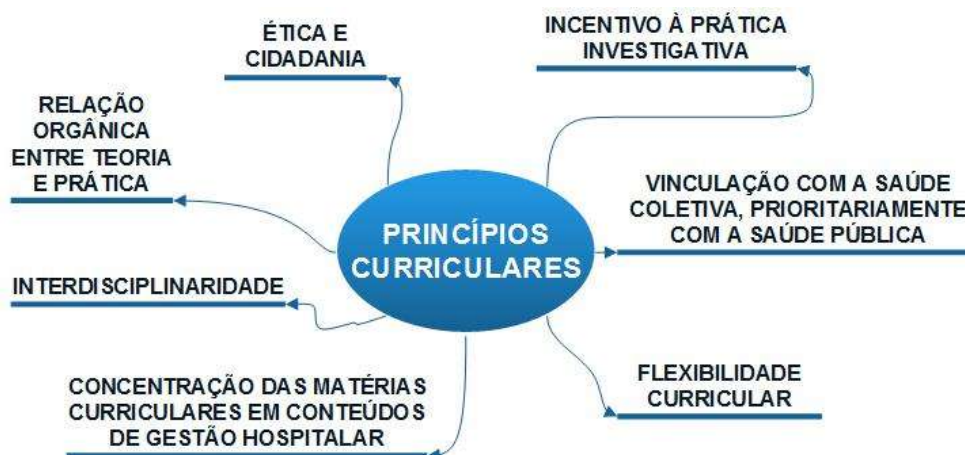 ÉTICA E
CIDADANIA
INCENTIVO À PRÁTICA
INVESTIGATIVA
RELAÇÃO
ORGÂNICA
ENTRE TEORIA
E PRÁTICA
VINCULAÇÃO COM A SAÚDE
COLETIVA, PRIORITARIAMENTE
COM A SAÚDE PÚBLICA
PRINCÍPIOS
CURRICULARES
INTERDISCIPLINARIDADE
CONCENTRAÇÃO DAS MATÉRIAS
CURRICULARES EM CONTEÚDOS
DE GESTÃO HOSPITALAR
FLEXIBILIDADE
CURRICULAR